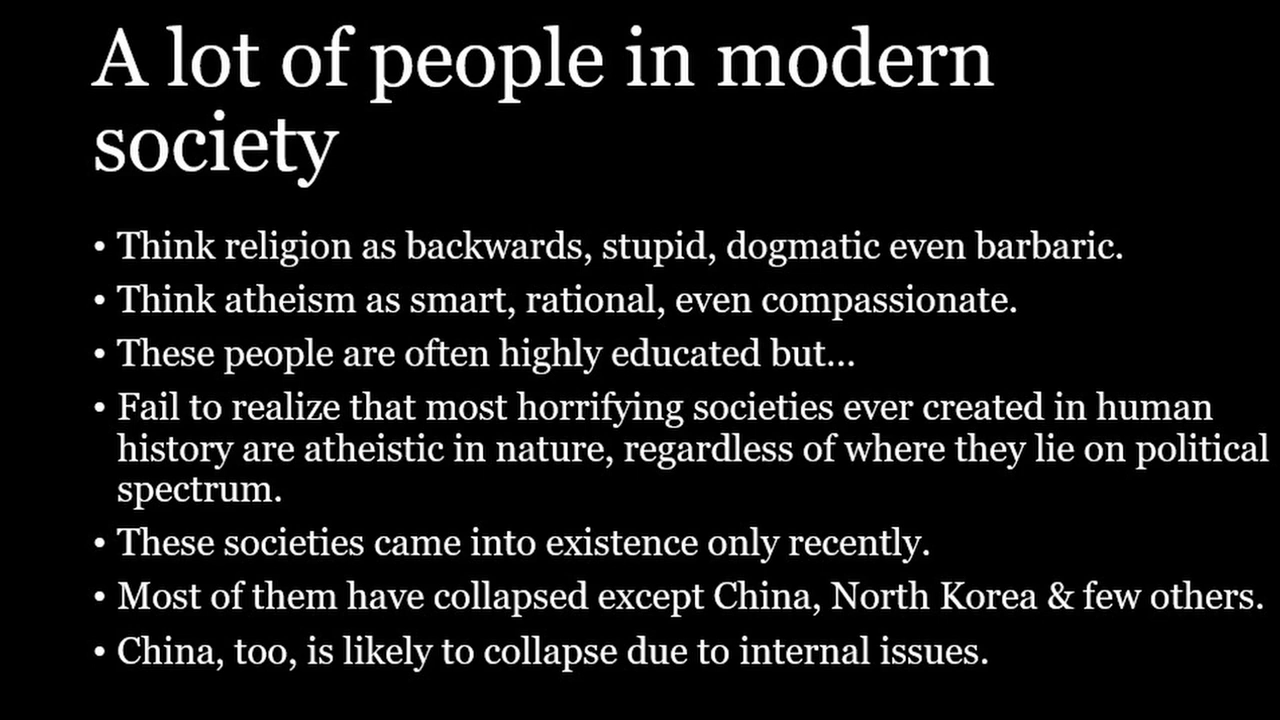 A lot of people in modern
society
• Think religion as backwards, stupid, dogmatic even barbaric.
• Think atheism as smart, rational, even compassionate.
• These people are often highly educated but...
• Fail to realize that most horrifying societies ever created in human
history are atheistic in nature, regardless of where they lie on political
spectrum.
• These societies came into existence only recently.
• Most of them have collapsed except China, North Korea & few others.
• China, too, is likely to collapse due to internal issues.